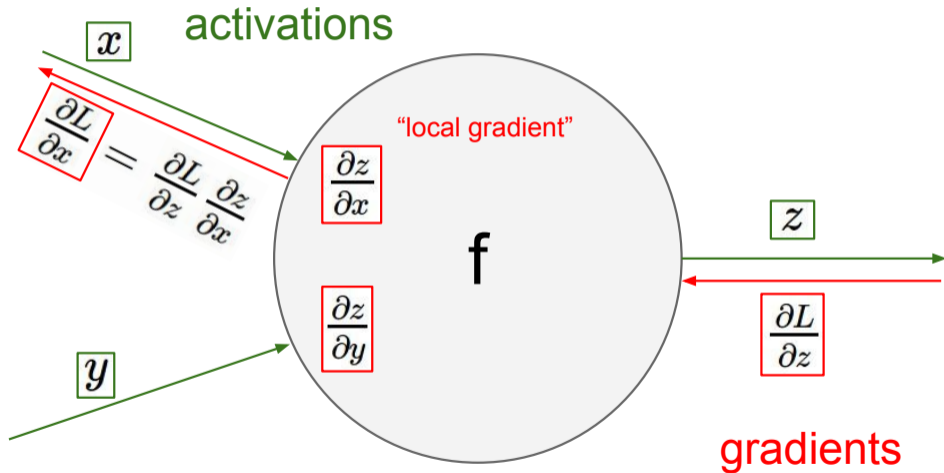 activations
x
∂L/∂x = ∂L/∂z ∂z/∂x
“local gradient”
∂z/∂x
f
z
∂L/∂z
∂z/∂y
y
gradients